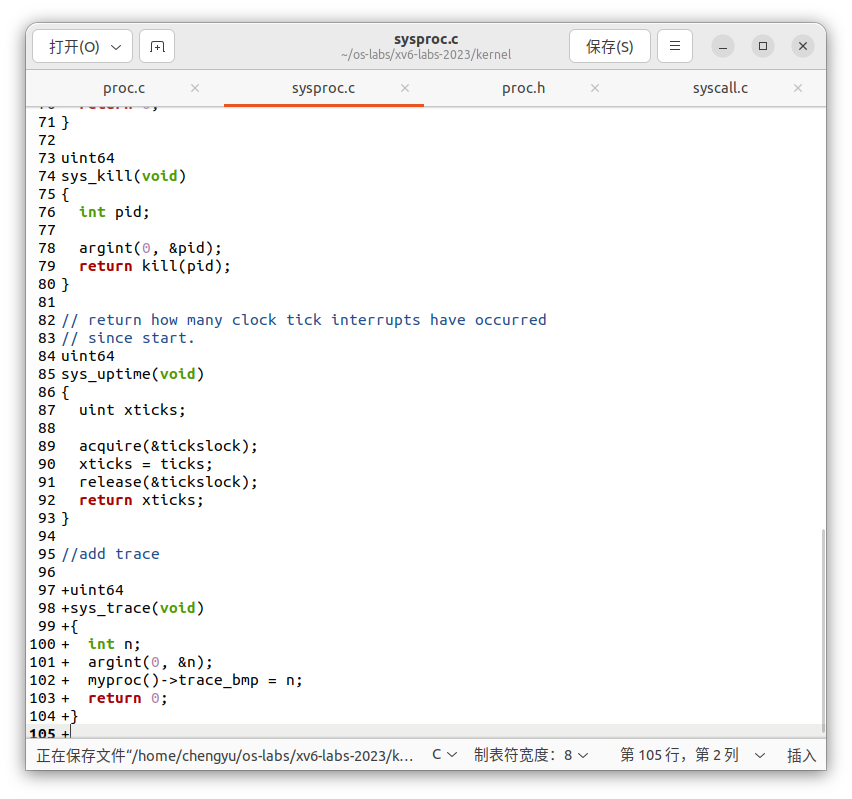 打开(O)
sysproc.c
~/os-labs/xv6-labs-2023/kernel
保存(S)
proc.c
sysproc.c
proc.h
syscall.c
71 }
72
73 uint64
74 sys_kill(void)
75 {
76   int pid;
77
78   argint(0, &pid);
79   return kill(pid);
80 }
81
82 // return how many clock tick interrupts have occurred
83 // since start.
84 uint64
85 sys_uptime(void)
86 {
87   uint xticks;
88
89   acquire(&tickslock);
90   xticks = ticks;
91   release(&tickslock);
92   return xticks;
93 }
94
95 //add trace
96
97 +uint64
98 +sys_trace(void)
99 +{
100 +  int n;
101 +  argint(0, &n);
102 +  myproc()->trace_bmp = n;
103 +  return 0;
104 +}
105 +
正在保存文件“/home/chengyu/os-labs/xv6-labs-2023/k… C 制表符宽度：8 第 105 行，第 2 列 插入